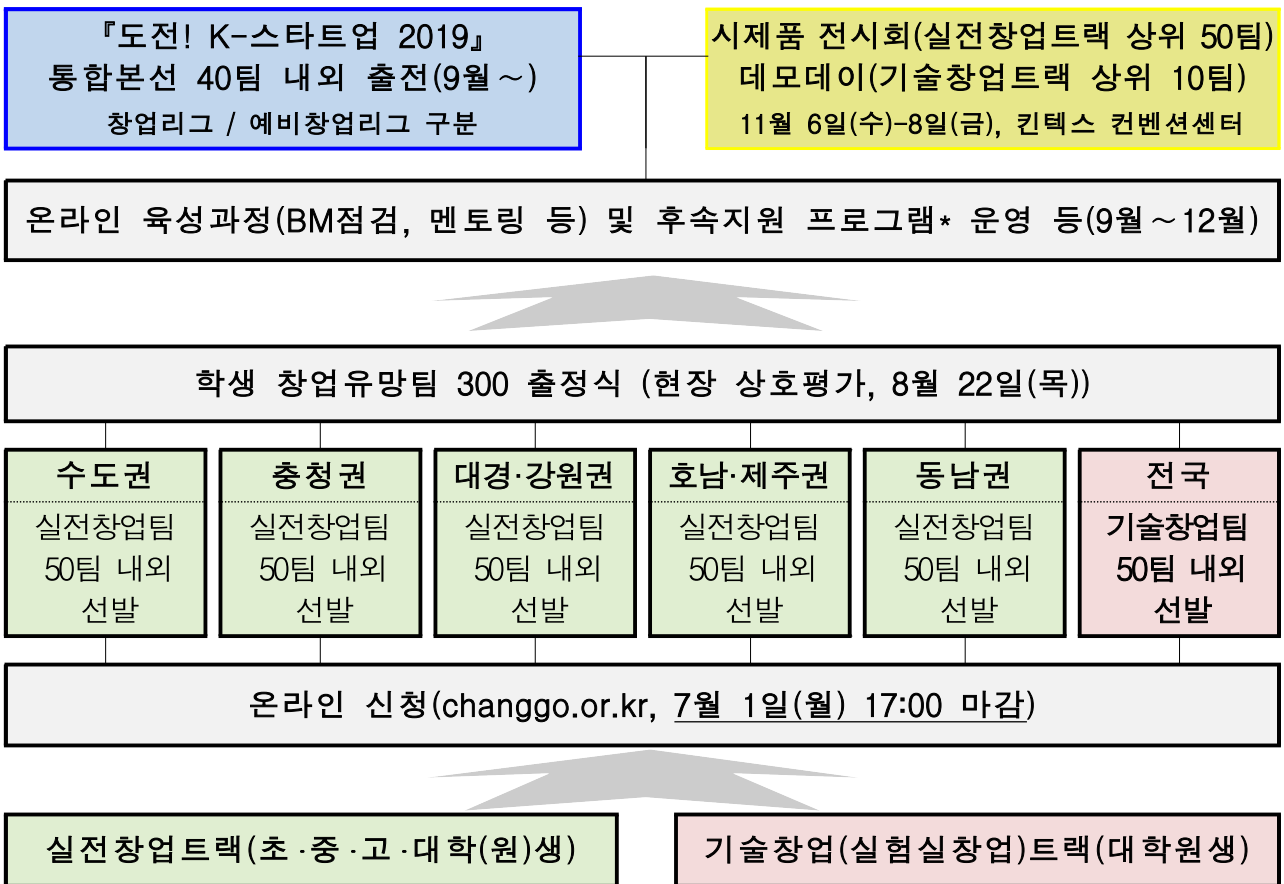 『도전! K-스타트업 2019』
통합본선 40팀 내외 출전(9월～)
창업리그 / 예비창업리그 구분
시제품 전시회(실전창업트랙 상위 50팀)
데모데이(기술창업트랙 상위 10팀)
11월 6일(수)-8일(금), 킨텍스 컨벤션센터
온라인 육성과정(BM점검, 멘토링 등) 및 후속지원 프로그램* 운영 등(9월～12월)
학생 창업유망팀 300 출정식 (현장 상호평가, 8월 22일(목))
수도권
실전창업팀
50팀 내외
선발
충청권
실전창업팀
50팀 내외
선발
대경·강원권
실전창업팀
50팀 내외
선발
호남·제주권
실전창업팀
50팀 내외
선발
동남권
실전창업팀
50팀 내외
선발
전국
기술창업팀
50팀 내외
선발
온라인 신청(changgo.or.kr, 7월 1일(월) 17:00 마감)
실전창업트랙(초·중·고·대학(원)생)
기술창업(실험실창업)트랙(대학원생)